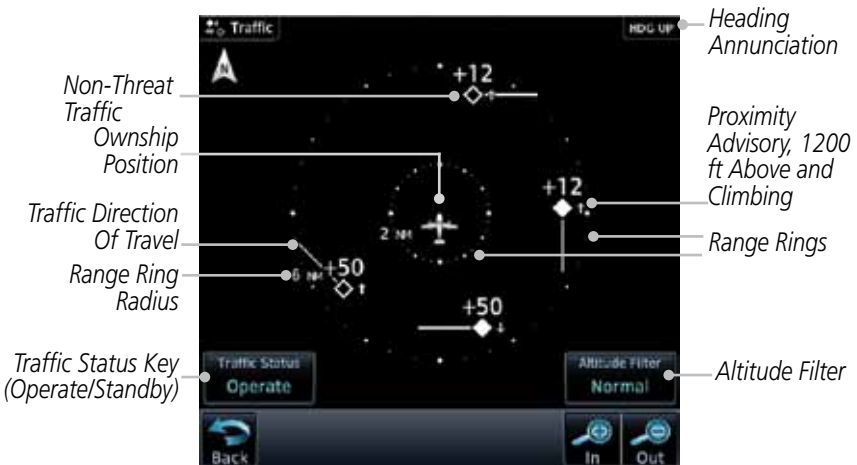 Traffic
HDG UP
Heading
Annunciation
N
+12
Non-Threat
Traffic
Ownship
Position
Proximity
Advisory, 1200
ft Above and
Climbing
+12
Traffic Direction
Of Travel
2 NM
Range Rings
Range Ring
Radius
6 NM
+50
+50
Traffic Status Key
(Operate/Standby)
Traffic Status
Operate
Altitude Filter
Normal
Altitude Filter
Back
In
Out